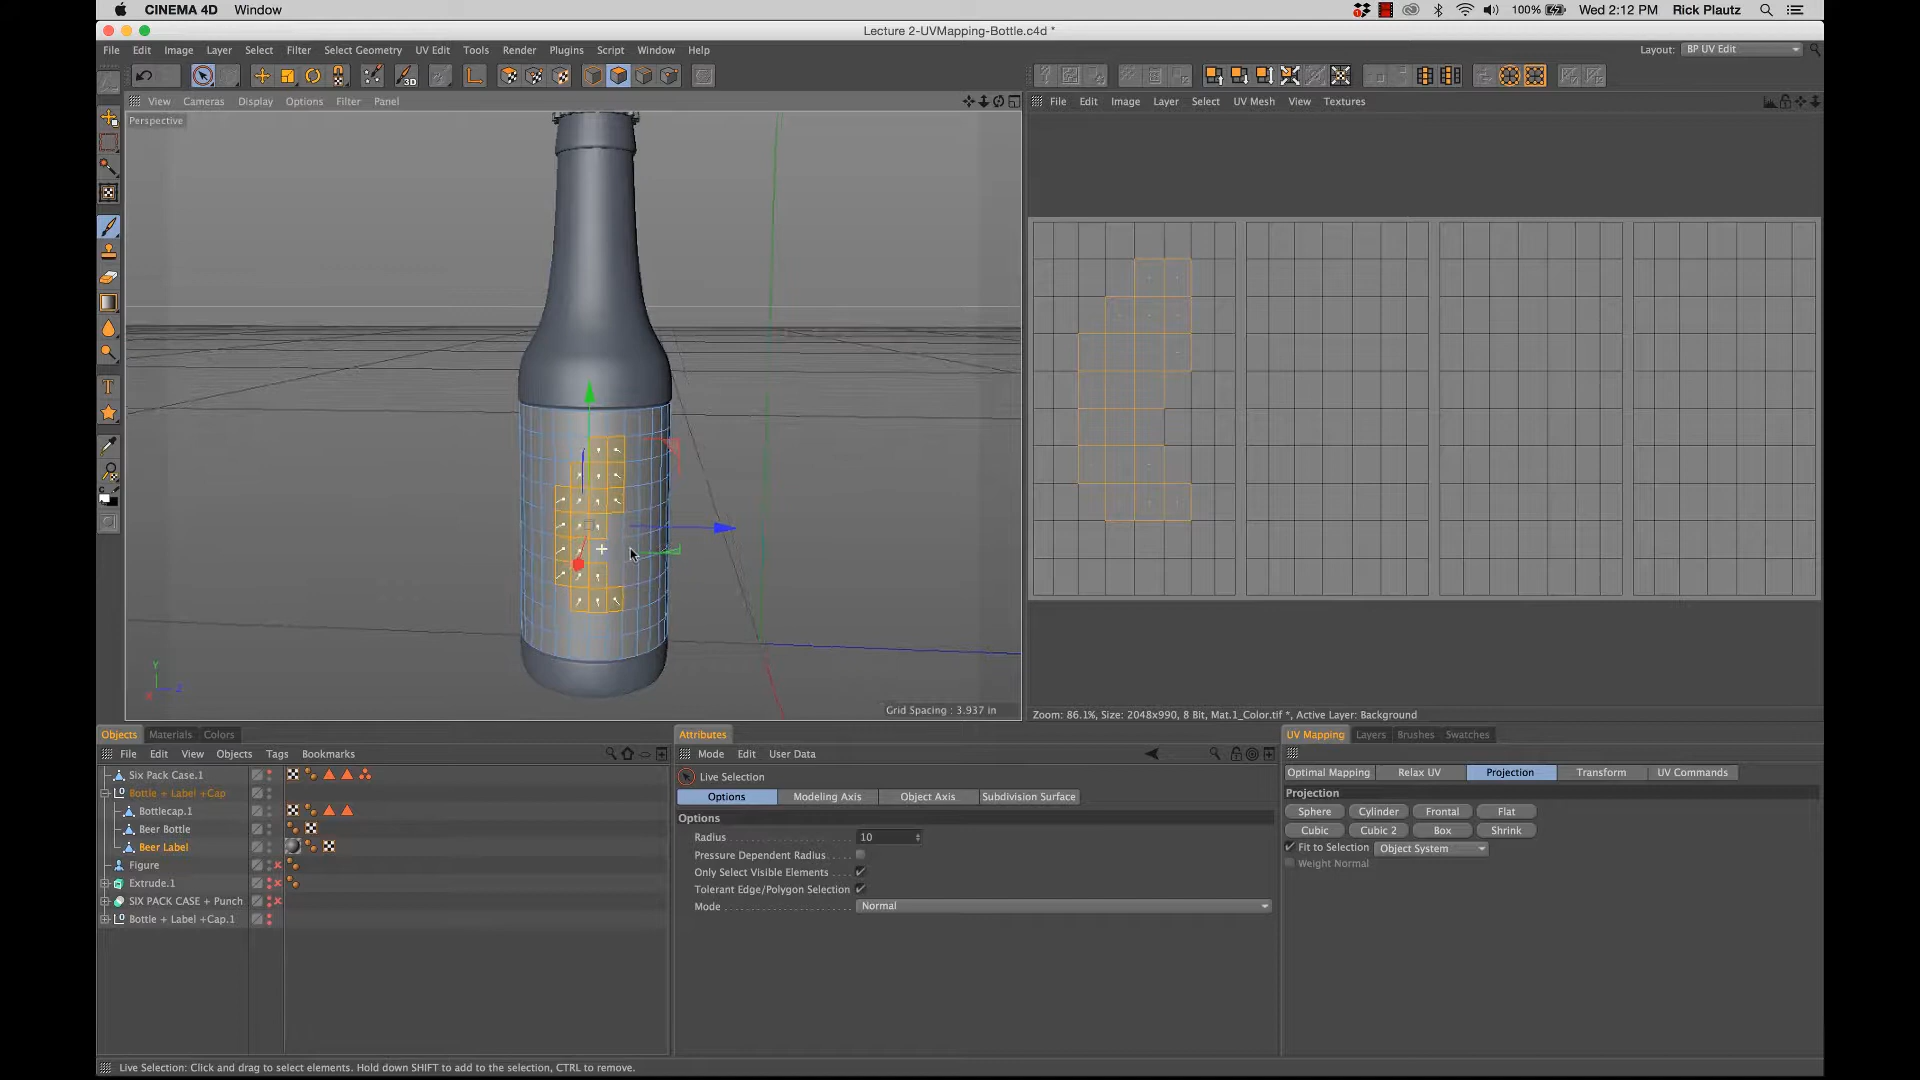 CINEMA 4D Window 100% Wed 2:12 PM Rick Plautz
Lecture 2-UVMapping-Bottle.c4d *
File Edit Image Layer Select Filter Select Geometry UV Edit Tools Render Plugins Script Window Help Layout: BP UV Edit
3D
View Cameras Display Options Filter Panel File Edit Image Layer Select UV Mesh View Textures
Perspective
Y
X Z
Grid Spacing : 3.937 in
Zoom: 86.1%, Size: 2048x990, 8 Bit, Mat.1_Color.tif *, Active Layer: Background
Objects Materials Colors Attributes UV Mapping Layers Brushes Swatches
File Edit View Objects Tags Bookmarks Mode Edit User Data
Six Pack Case.1 Live Selection Optimal Mapping Relax UV Projection Transform UV Commands
Bottle + Label +Cap Options Modeling Axis Object Axis Subdivision Surface Projection
Bottlecap.1 Options Sphere Cylinder Frontal Flat
Beer Bottle Radius 10 Cubic Cubic 2 Box Shrink
Beer Label Pressure Dependent Radius Fit to Selection Object System
Figure Only Select Visible Elements Weight Normal
Extrude.1 Tolerant Edge/Polygon Selection
SIX PACK CASE + Punch Mode Normal
Bottle + Label +Cap.1
Live Selection: Click and drag to select elements. Hold down SHIFT to add to the selection, CTRL to remove.